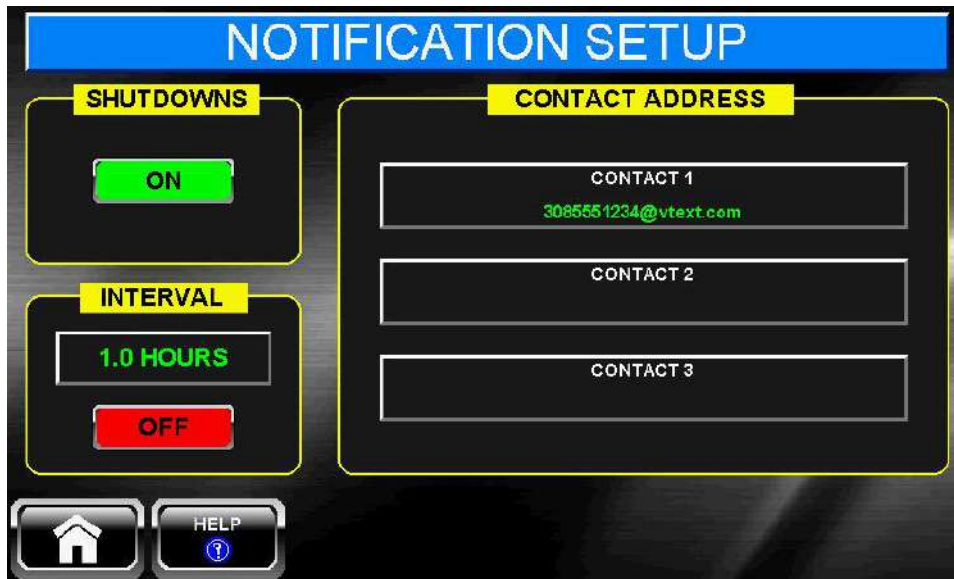 NOTIFICATION SETUP
SHUTDOWNS
ON
INTERVAL
1.0 HOURS
OFF
CONTACT ADDRESS
CONTACT 1
3085551234@vtext.com
CONTACT 2
CONTACT 3
HELP
?